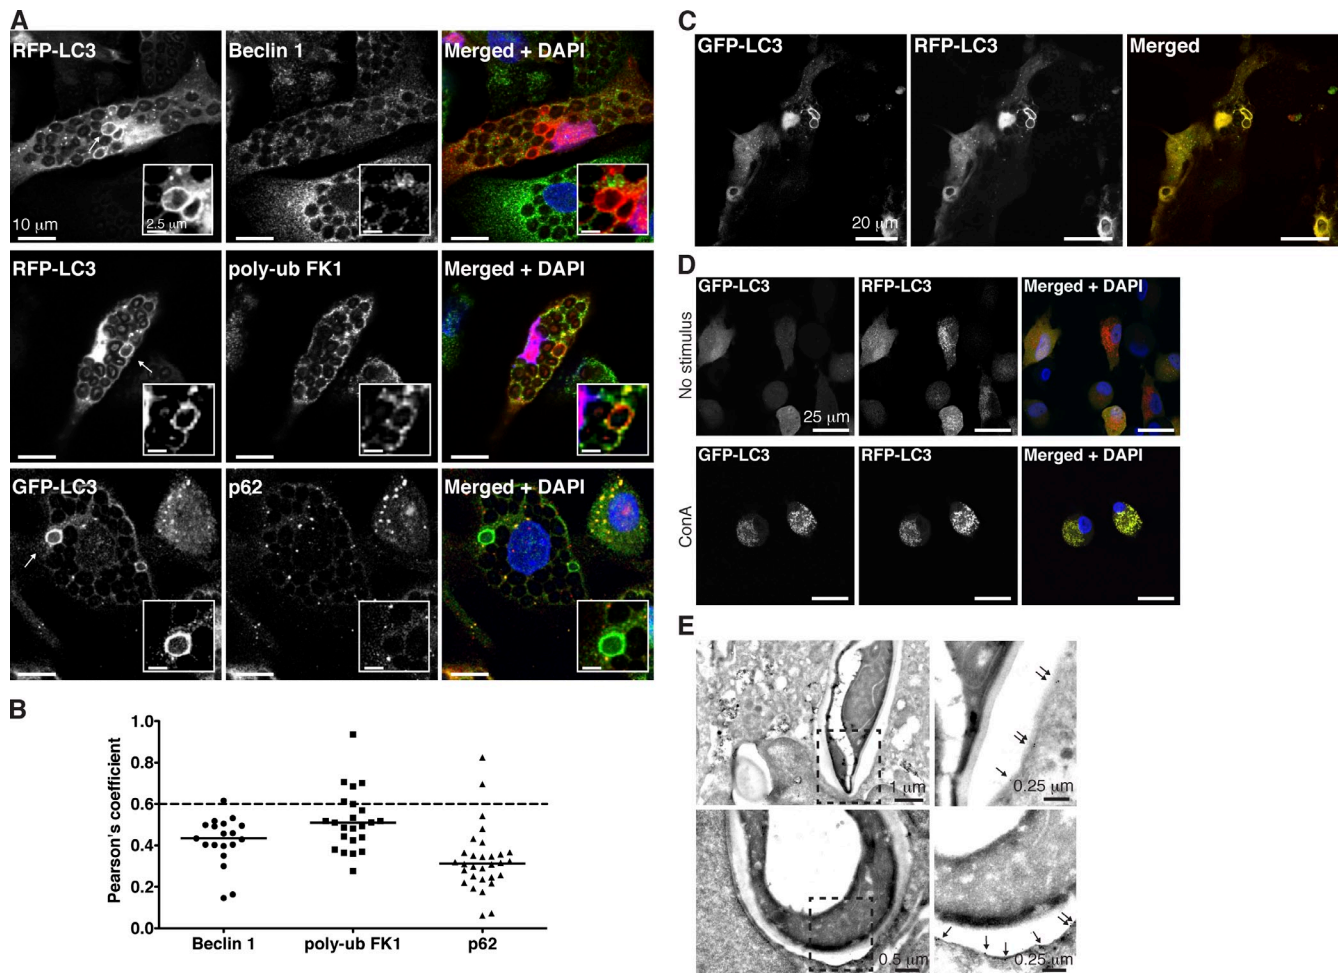 A
RFP-LC3 Beclin 1 Merged + DAPI
10 μm 2.5 μm
RFP-LC3 poly-ub FK1 Merged + DAPI
GFP-LC3 p62 Merged + DAPI
B
Pearson's coefficient
1.0
0.8
0.6
0.4
0.2
0.0
Beclin 1 poly-ub FK1 p62
C
GFP-LC3 RFP-LC3 Merged
20 μm
D
No stimulus
GFP-LC3 RFP-LC3 Merged + DAPI
25 μm
ConA
GFP-LC3 RFP-LC3 Merged + DAPI
E
1 μm 0.25 μm
0.5 μm 0.25 μm